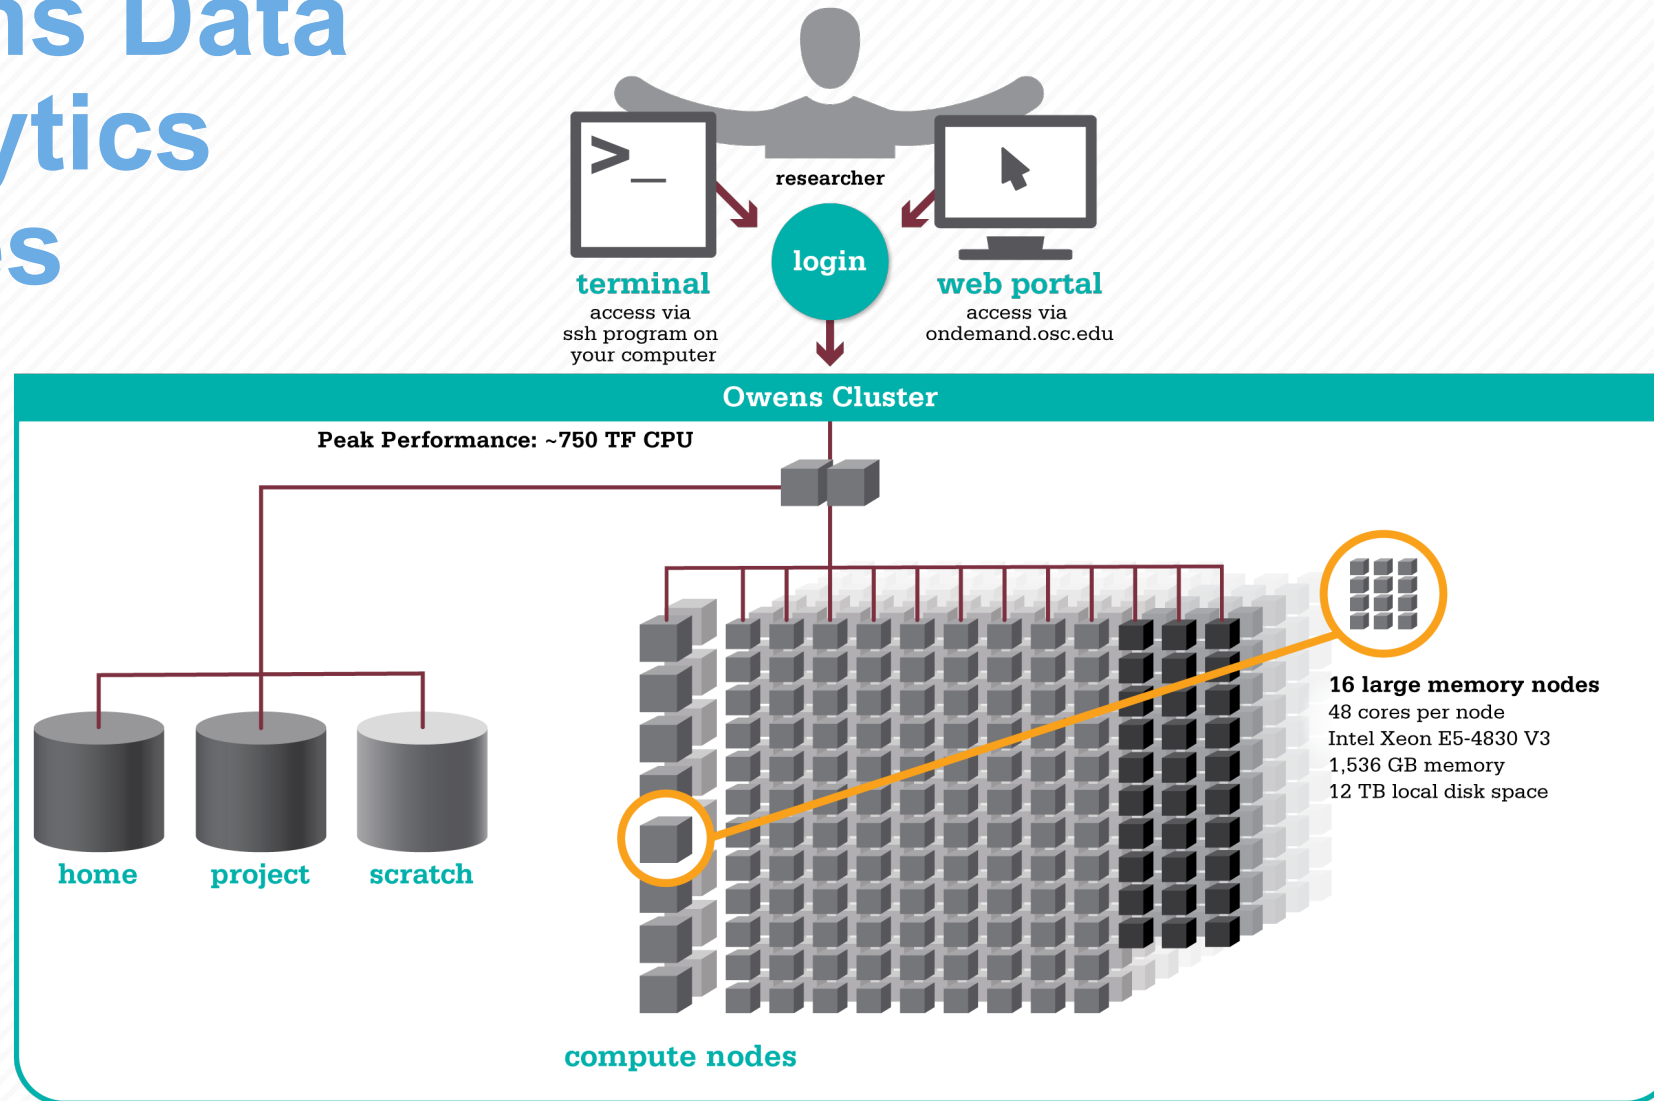 ns Data
ytics
es
>_
researcher
login
terminal
access via
ssh program on
your computer
web portal
access via
ondemand.osc.edu
Owens Cluster
Peak Performance: ~750 TF CPU
16 large memory nodes
48 cores per node
Intel Xeon E5-4830 V3
1,536 GB memory
12 TB local disk space
home
project
scratch
compute nodes